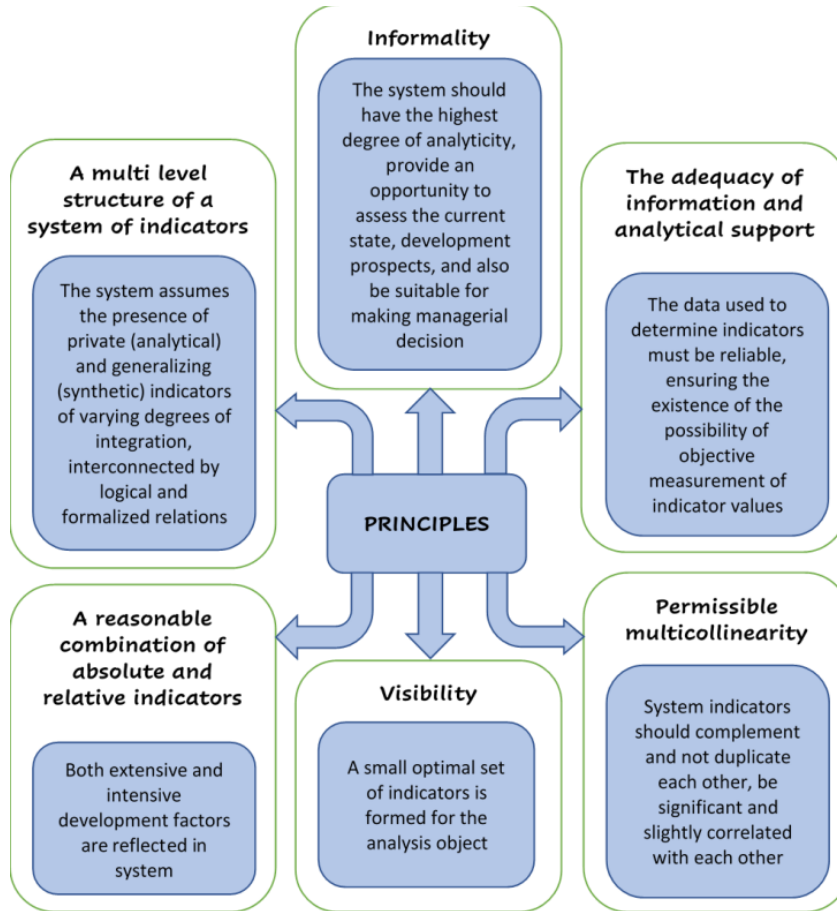 Informality
The system should
have the highest
degree of analyticity,
provide an
opportunity to
assess the current
state, development
prospects, and also
be suitable for
making managerial
decision
A multi level
structure of a
system of indicators
The system assumes
the presence of
private (analytical)
and generalizing
(synthetic) indicators
of varying degrees of
integration,
interconnected by
logical and
formalized relations
The adequacy of
information and
analytical support
The data used to
determine indicators
must be reliable,
ensuring the
existence of the
possibility of
objective
measurement of
indicator values
PRINCIPLES
A reasonable
combination of
absolute and
relative indicators
Both extensive and
intensive
development factors
are reflected in
system
Visibility
A small optimal set
of indicators is
formed for the
analysis object
Permissible
multicollinearity
System indicators
should complement
and not duplicate
each other, be
significant and
slightly correlated
with each other